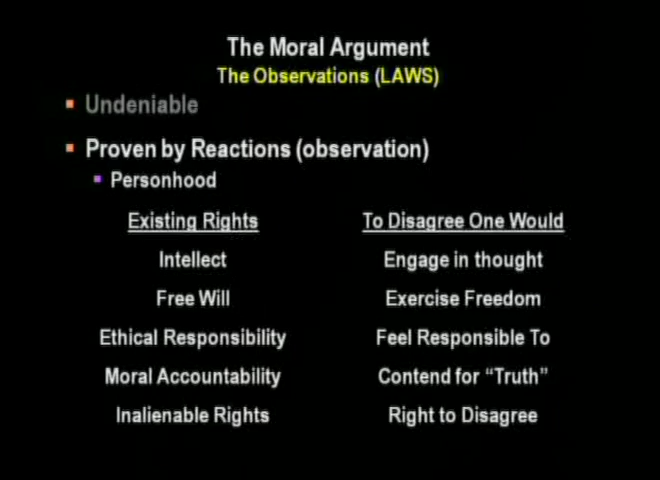 The Moral Argument
The Observations (LAWS)
Undeniable
Proven by Reactions (observation)
Personhood
Existing Rights To Disagree One Would
Intellect Engage in thought
Free Will Exercise Freedom
Ethical Responsibility Feel Responsible To
Moral Accountability Contend for “Truth”
Inalienable Rights Right to Disagree